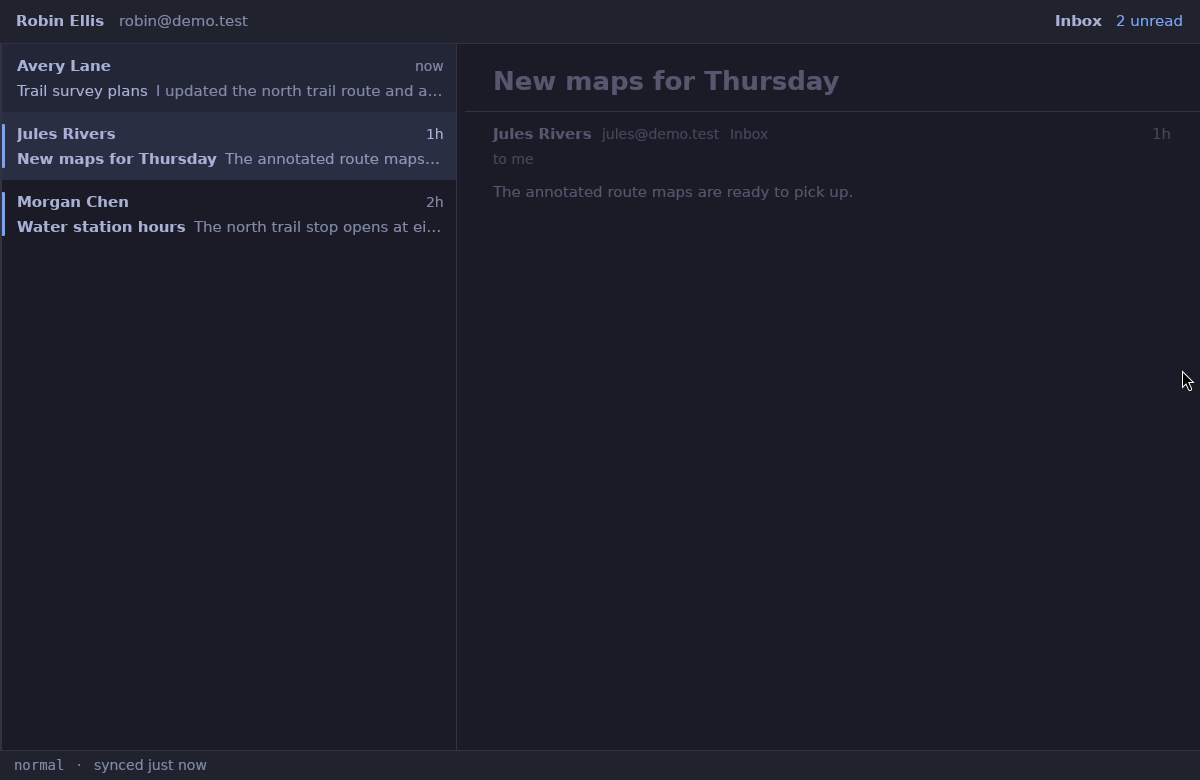 Robin Ellis robin@demo.test Inbox 2 unread
Avery Lane now
Trail survey plans I updated the north trail route and a…
Jules Rivers 1h
New maps for Thursday The annotated route maps…
Morgan Chen 2h
Water station hours The north trail stop opens at ei…
New maps for Thursday
Jules Rivers jules@demo.test Inbox 1h
to me
The annotated route maps are ready to pick up.
normal · synced just now